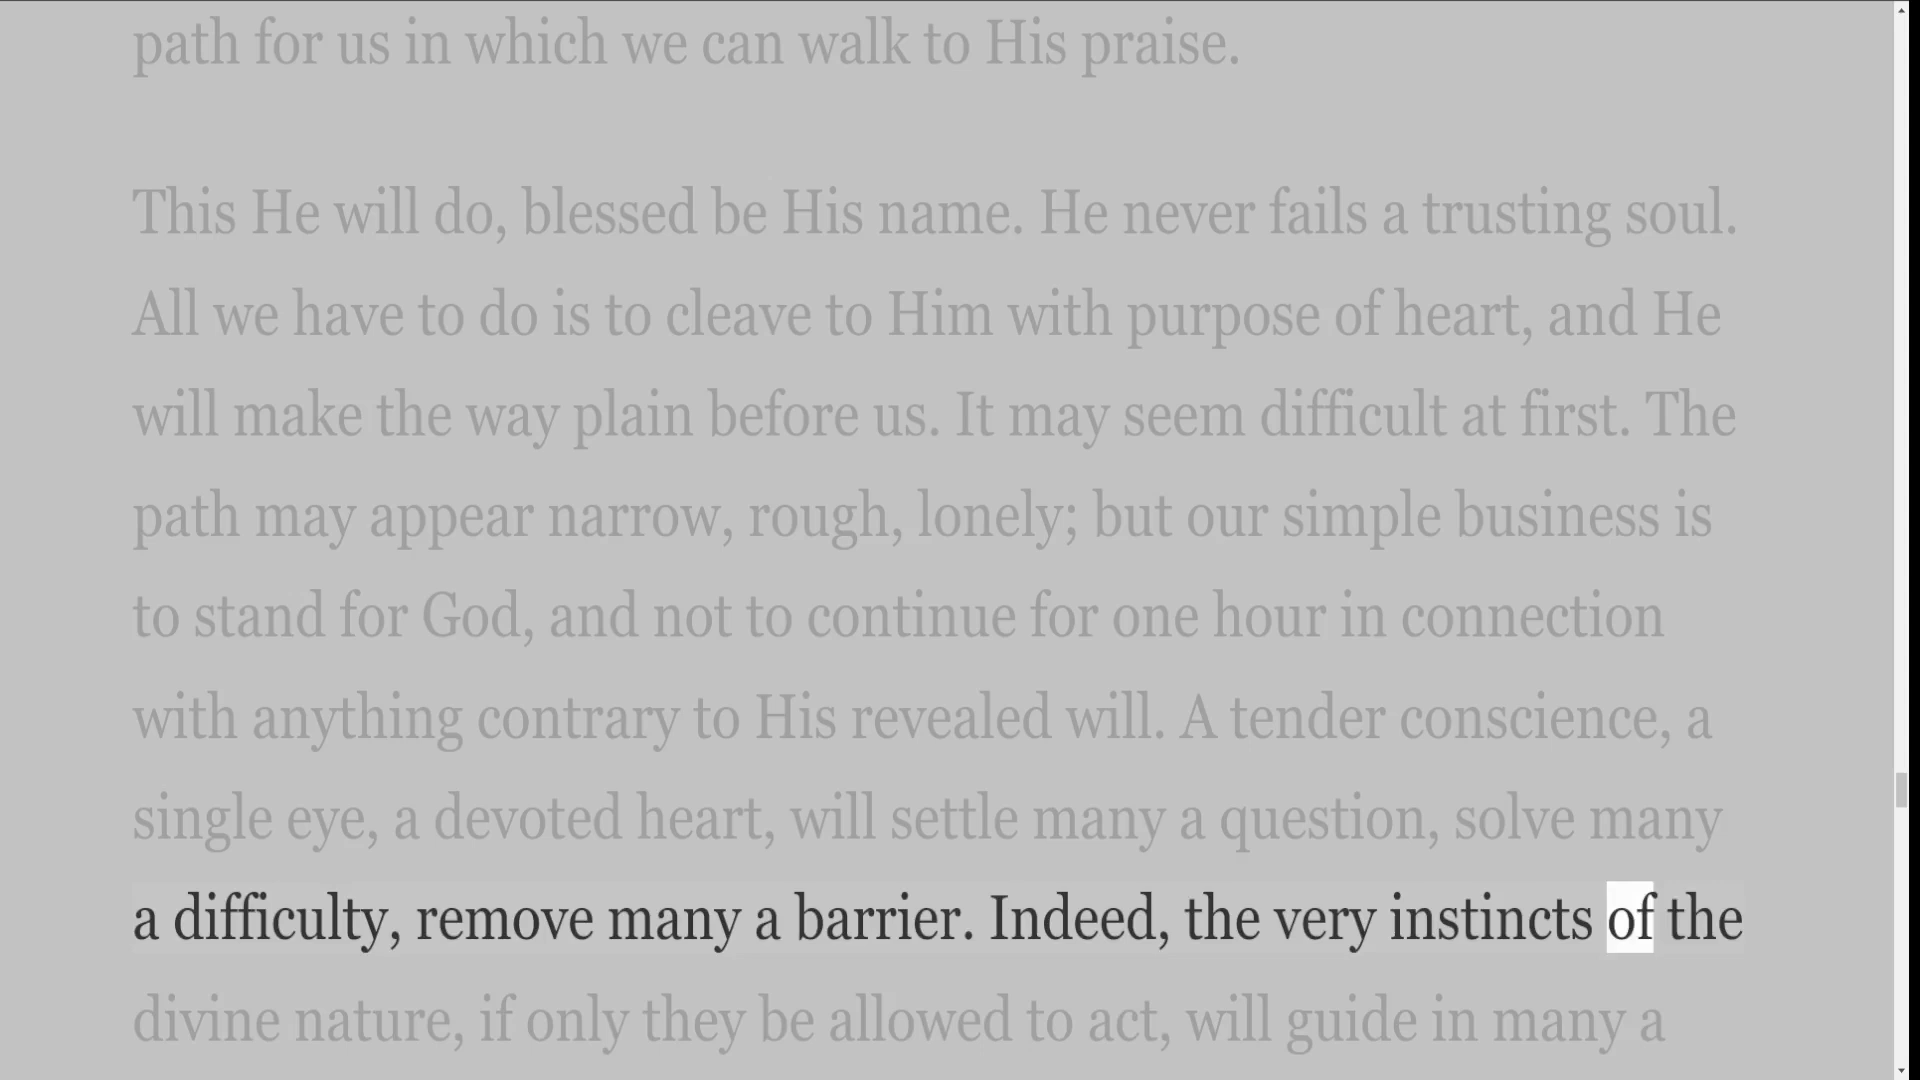 path for us in which we can walk to His praise.
This He will do, blessed be His name. He never fails a trusting soul.
All we have to do is to cleave to Him with purpose of heart, and He
will make the way plain before us. It may seem difficult at first. The
path may appear narrow, rough, lonely; but our simple business is
to stand for God, and not to continue for one hour in connection
with anything contrary to His revealed will. A tender conscience, a
single eye, a devoted heart, will settle many a question, solve many
a difficulty, remove many a barrier. Indeed, the very instincts of the
divine nature, if only they be allowed to act, will guide in many a